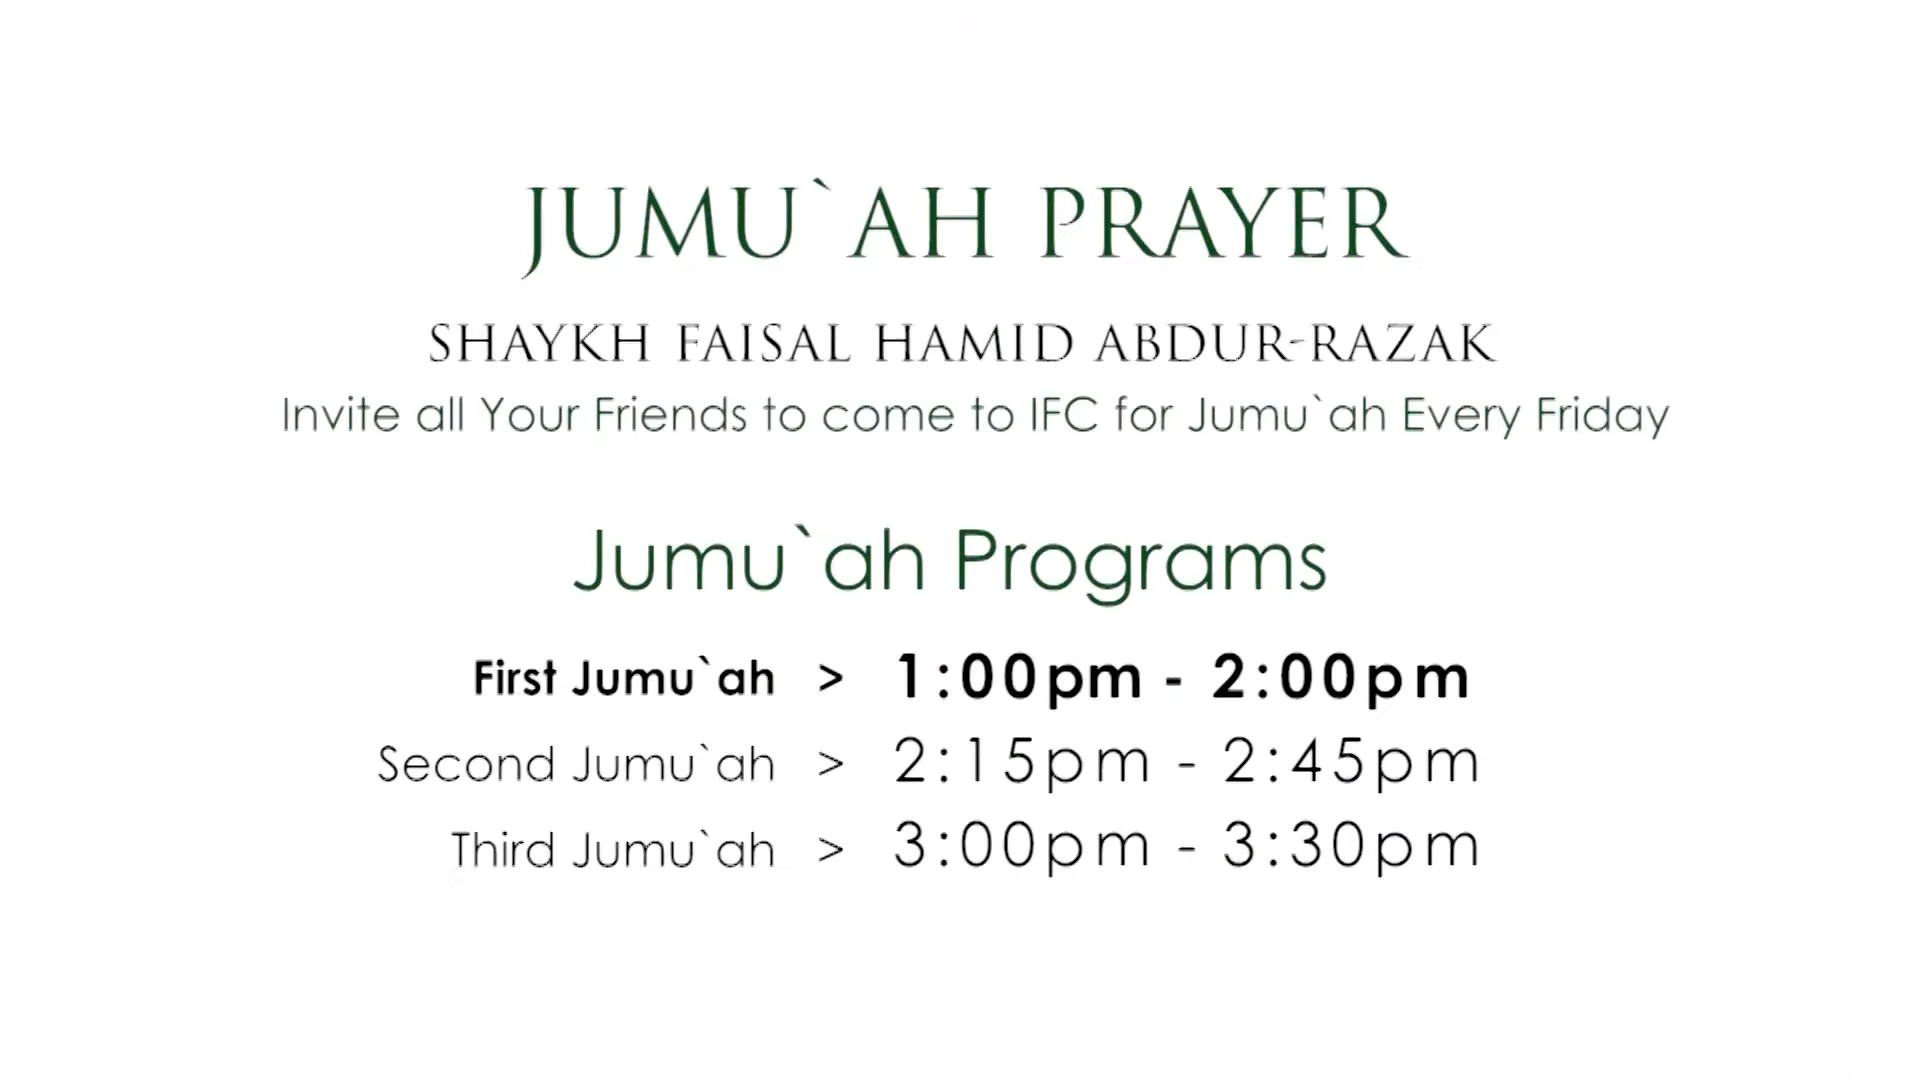 JUMU`AH PRAYER
SHAYKH FAISAL HAMID ABDUR-RAZAK
Invite all Your Friends to come to IFC for Jumu`ah Every Friday
Jumu`ah Programs
First Jumu`ah > 1:00pm - 2:00pm
Second Jumu`ah > 2:15pm - 2:45pm
Third Jumu`ah > 3:00pm - 3:30pm